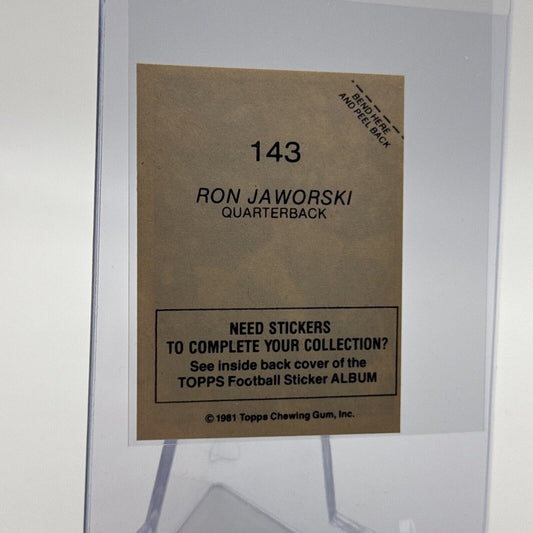 BEND HERE
AND PEEL BACK
143
RON JAWORSKI
QUARTERBACK
NEED STICKERS
TO COMPLETE YOUR COLLECTION?
See inside back cover of the
TOPPS Football Sticker ALBUM
© 1981 Topps Chewing Gum, Inc.